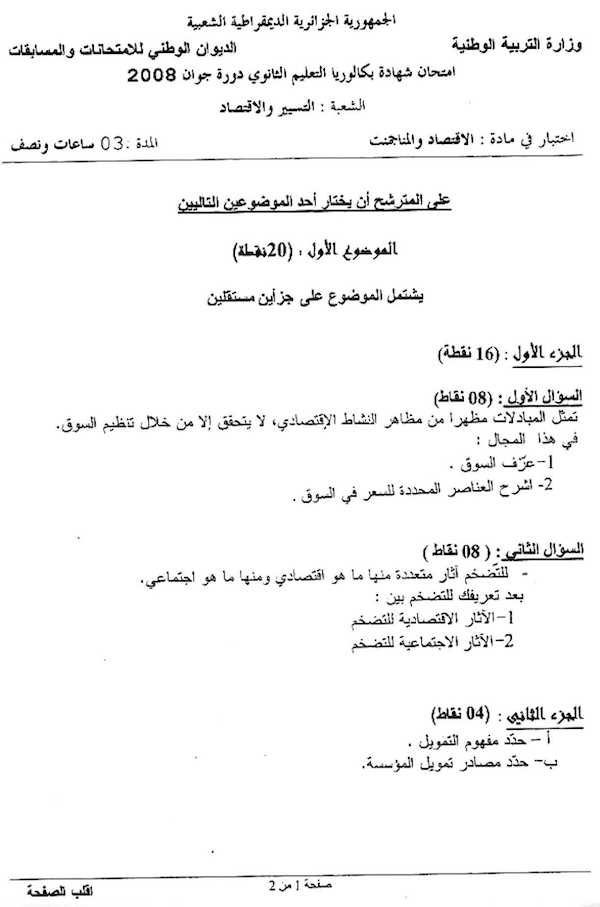 الجمهورية الجزائرية الديمقراطية الشعبية
وزارة التربية الوطنية الديوان الوطني للامتحانات والمسابقات
امتحان شهادة بكالوريا التعليم الثانوي دورة جوان 2008
الشعبة : التسيير والاقتصاد
اختبار في مادة : الاقتصاد والمناجمنت المدة .03 ساعات ونصف
على المترشح أن يختار أحد الموضوعين التاليين
الموضوع الأول : (20نقطة)
يشتمل الموضوع على جزأين مستقلين
الجزء الأول : (16 نقطة)
السؤال الأول : (08 نقاط)
تمثل المبادلات مظهرا من مظاهر النشاط الإقتصادي، لا يتحقق إلا من خلال تنظيم السوق.
في هذا المجال :
1-عرّف السوق .
2- اشرح العناصر المحددة للسعر في السوق .
السؤال الثاني : ( 08 نقاط )
- للتّضخم آثار متعددة منها ما هو اقتصادي ومنها ما هو اجتماعي.
بعد تعريفك للتضخم بين :
1-الآثار الاقتصادية للتضخم
2-الآثار الاجتماعية للتضخم
الجزء الثاني : (04 نقاط)
أ – حدّد مفهوم التمويل .
ب- حدّد مصادر تمويل المؤسسة.
صفحة 1 من 2
اقلب الصفحة